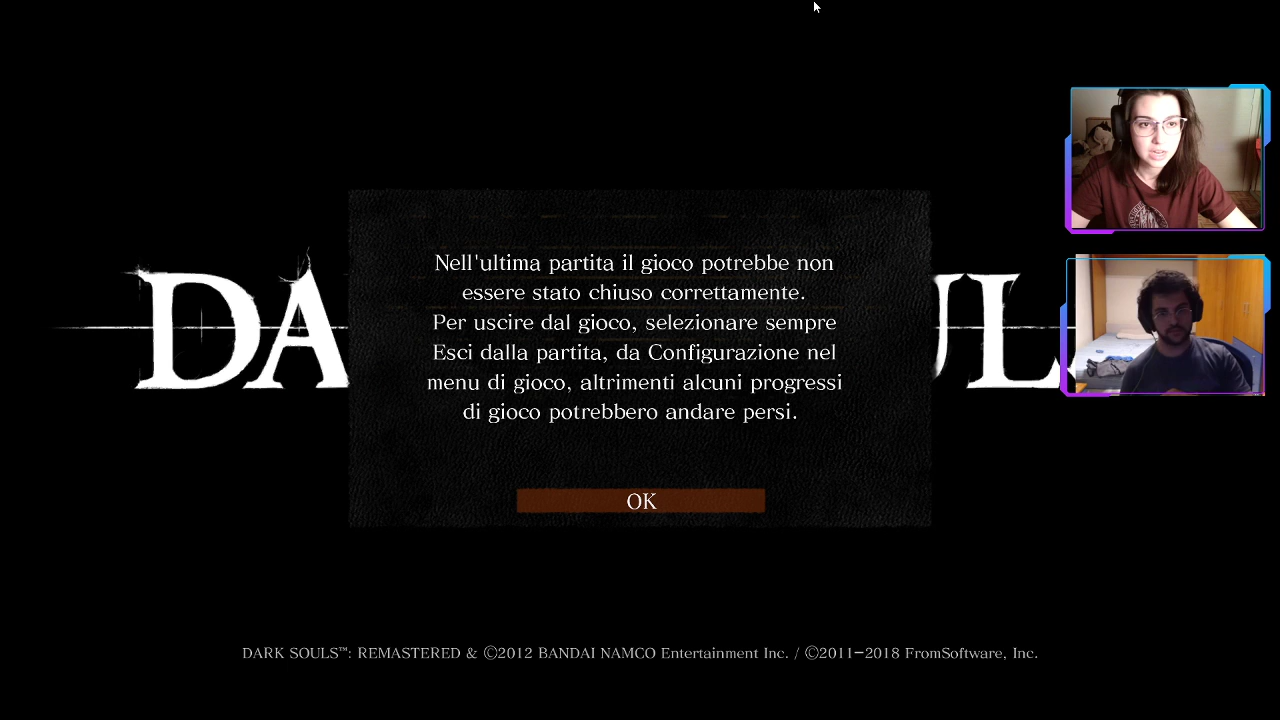 Nell'ultima partita il gioco potrebbe non
essere stato chiuso correttamente.
Per uscire dal gioco, selezionare sempre
Esci dalla partita, da Configurazione nel
menu di gioco, altrimenti alcuni progressi
di gioco potrebbero andare persi.
DA UL
OK
DARK SOULS™: REMASTERED & ©2012 BANDAI NAMCO Entertainment Inc. / ©2011-2018 FromSoftware, Inc.